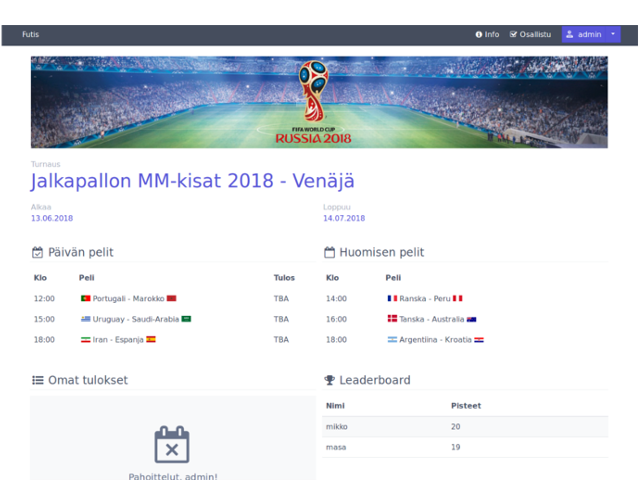 Futis
Info Osallistu admin
FIFA WORLD CUP
RUSSIA 2018
Turnaus
Jalkapallon MM-kisat 2018 - Venäjä
Alkaa Loppuu
13.06.2018 14.07.2018
Päivän pelit
Klo Peli Tulos
12:00 Portugali - Marokko TBA
15:00 Uruguay - Saudi-Arabia TBA
18:00 Iran - Espanja TBA
Huomisen pelit
Klo Peli
14:00 Ranska - Peru
16:00 Tanska - Australia
18:00 Argentiina - Kroatia
Omat tulokset
Pahoittelut, admin!
Leaderboard
Nimi Pisteet
mikko 20
masa 19